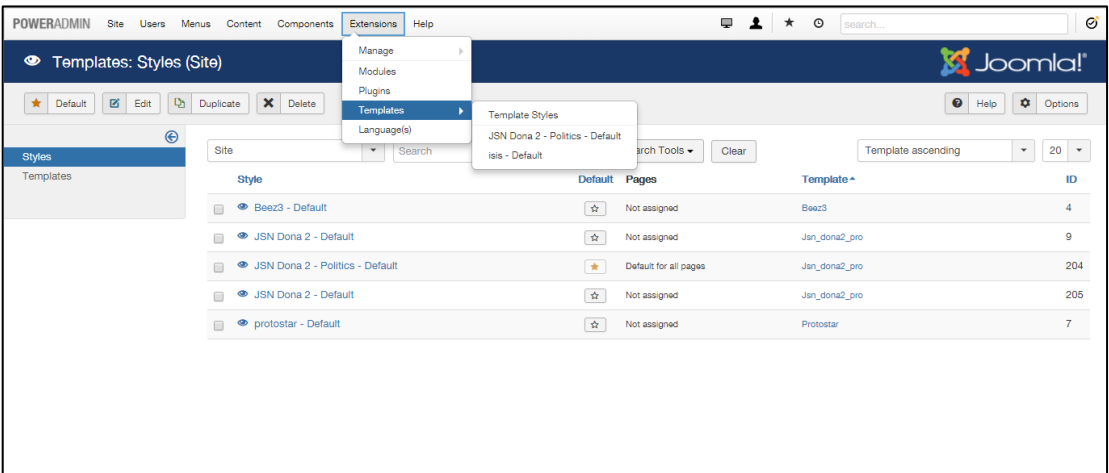 POWERADMIN Site Users Menus Content Components Extensions Help search...
Templates: Styles (Site) Joomla!
Manage
Modules
Plugins
Templates
Language(s)
Template Styles
JSN Dona 2 - Politics - Default
isis - Default
Default Edit Duplicate Delete Help Options
Styles
Templates
Site Search arch Tools Clear Template ascending 20
Style Default Pages Template ID
Beez3 - Default Not assigned Beez3 4
JSN Dona 2 - Default Not assigned Jsn_dona2_pro 9
JSN Dona 2 - Politics - Default Default for all pages Jsn_dona2_pro 204
JSN Dona 2 - Default Not assigned Jsn_dona2_pro 205
protostar - Default Not assigned Protostar 7